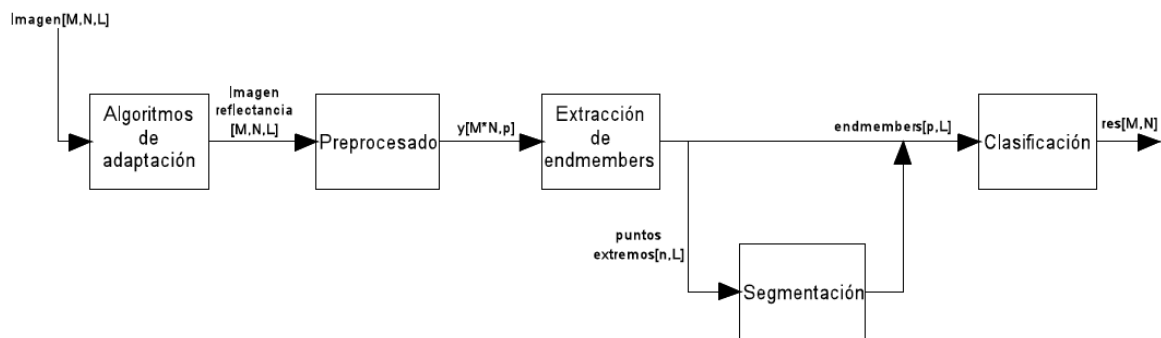 Imagen[M,N,L]
Algoritmos
de
adaptación
Imagen
reflectancia
[M,N,L]
Preprocesado
y[M*N,p]
Extracción
de
endmembers
endmembers[p,L]
Clasificación
res[M,N]
puntos
extremos[n,L]
Segmentación